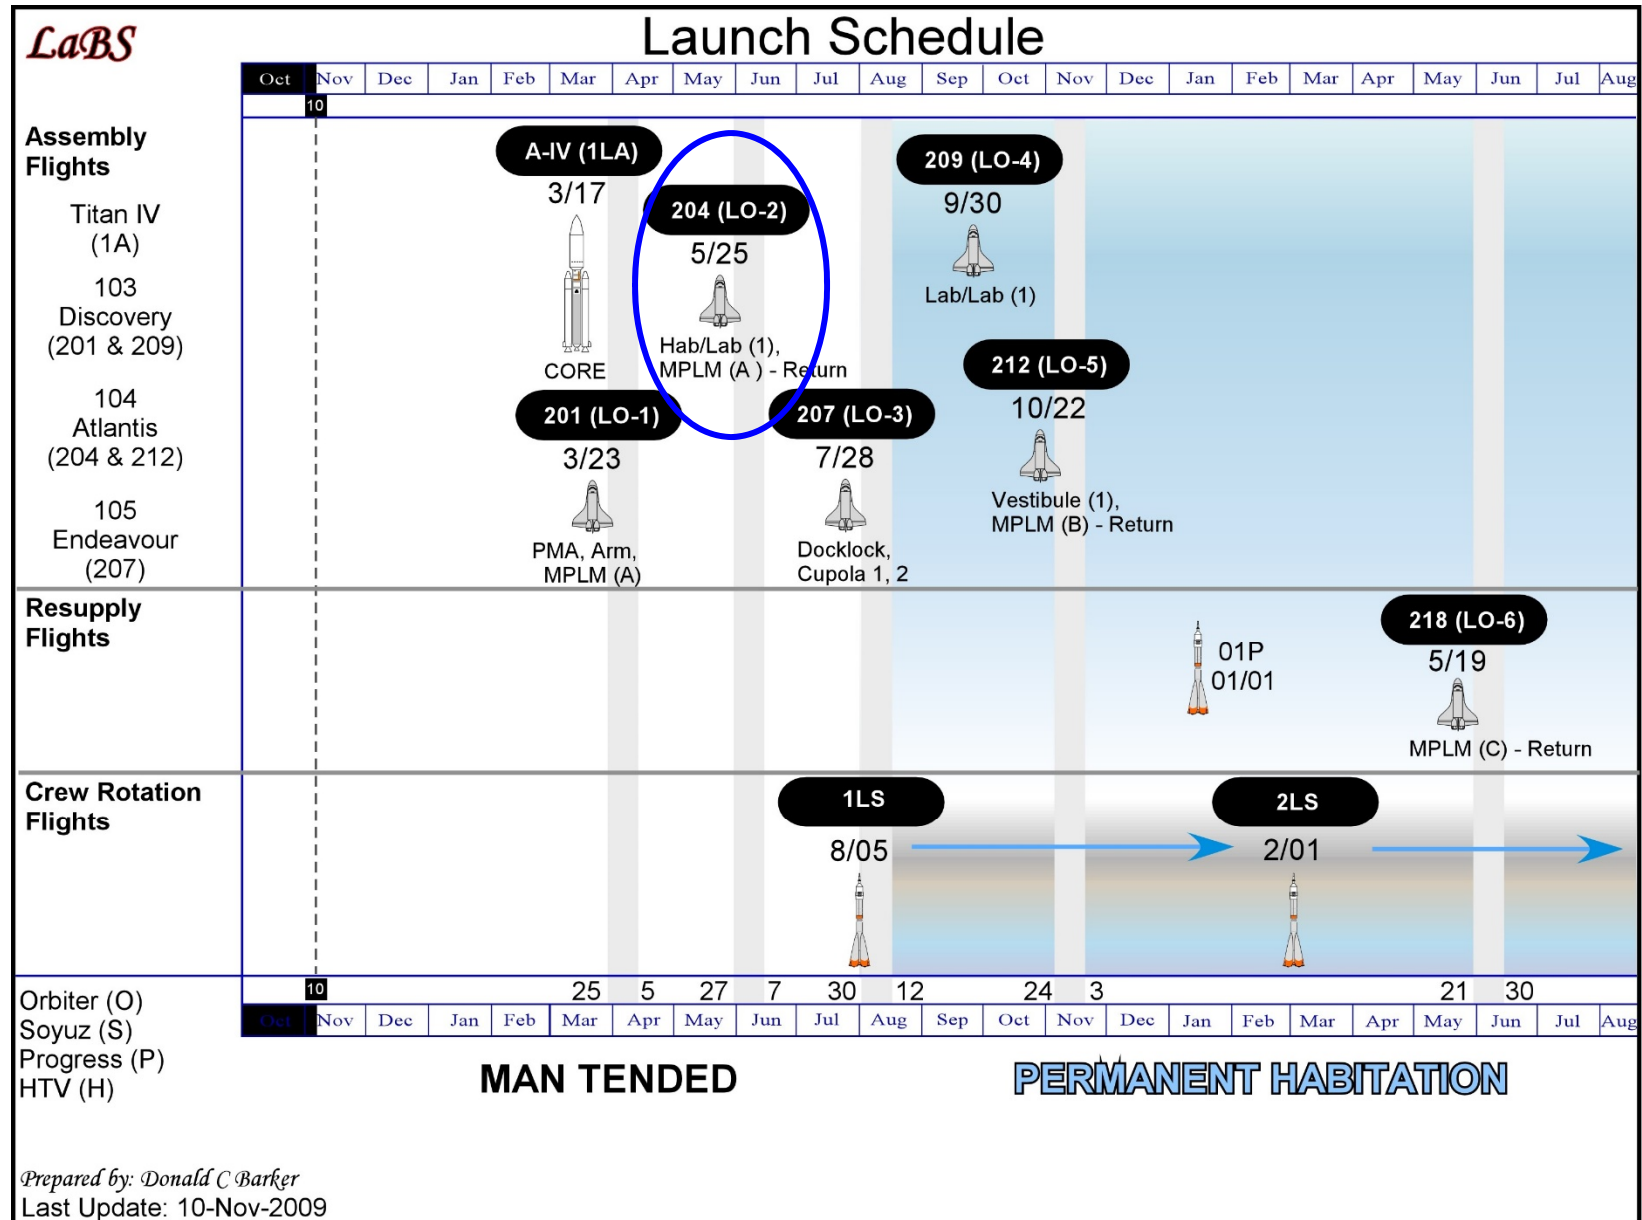 LaBS
Launch Schedule
Oct Nov Dec Jan Feb Mar Apr May Jun Jul Aug Sep Oct Nov Dec Jan Feb Mar Apr May Jun Jul Aug
10
Assembly
Flights
Titan IV
(1A)
103
Discovery
(201 & 209)
104
Atlantis
(204 & 212)
105
Endeavour
(207)
A-IV (1LA)
3/17
CORE
204 (LO-2)
5/25
Hab/Lab (1),
MPLM (A ) - Return
209 (LO-4)
9/30
Lab/Lab (1)
201 (LO-1)
3/23
PMA, Arm,
MPLM (A)
207 (LO-3)
7/28
Docklock,
Cupola 1, 2
212 (LO-5)
10/22
Vestibule (1),
MPLM (B) - Return
Resupply
Flights
01P
01/01
218 (LO-6)
5/19
MPLM (C) - Return
Crew Rotation
Flights
1LS
8/05
2LS
2/01
Orbiter (O)
Soyuz (S)
Progress (P)
HTV (H)
10 25 5 27 7 30 12 24 3 21 30
Oct Nov Dec Jan Feb Mar Apr May Jun Jul Aug Sep Oct Nov Dec Jan Feb Mar Apr May Jun Jul Aug
MAN TENDED
PERMANENT HABITATION
Prepared by: Donald C Barker
Last Update: 10-Nov-2009